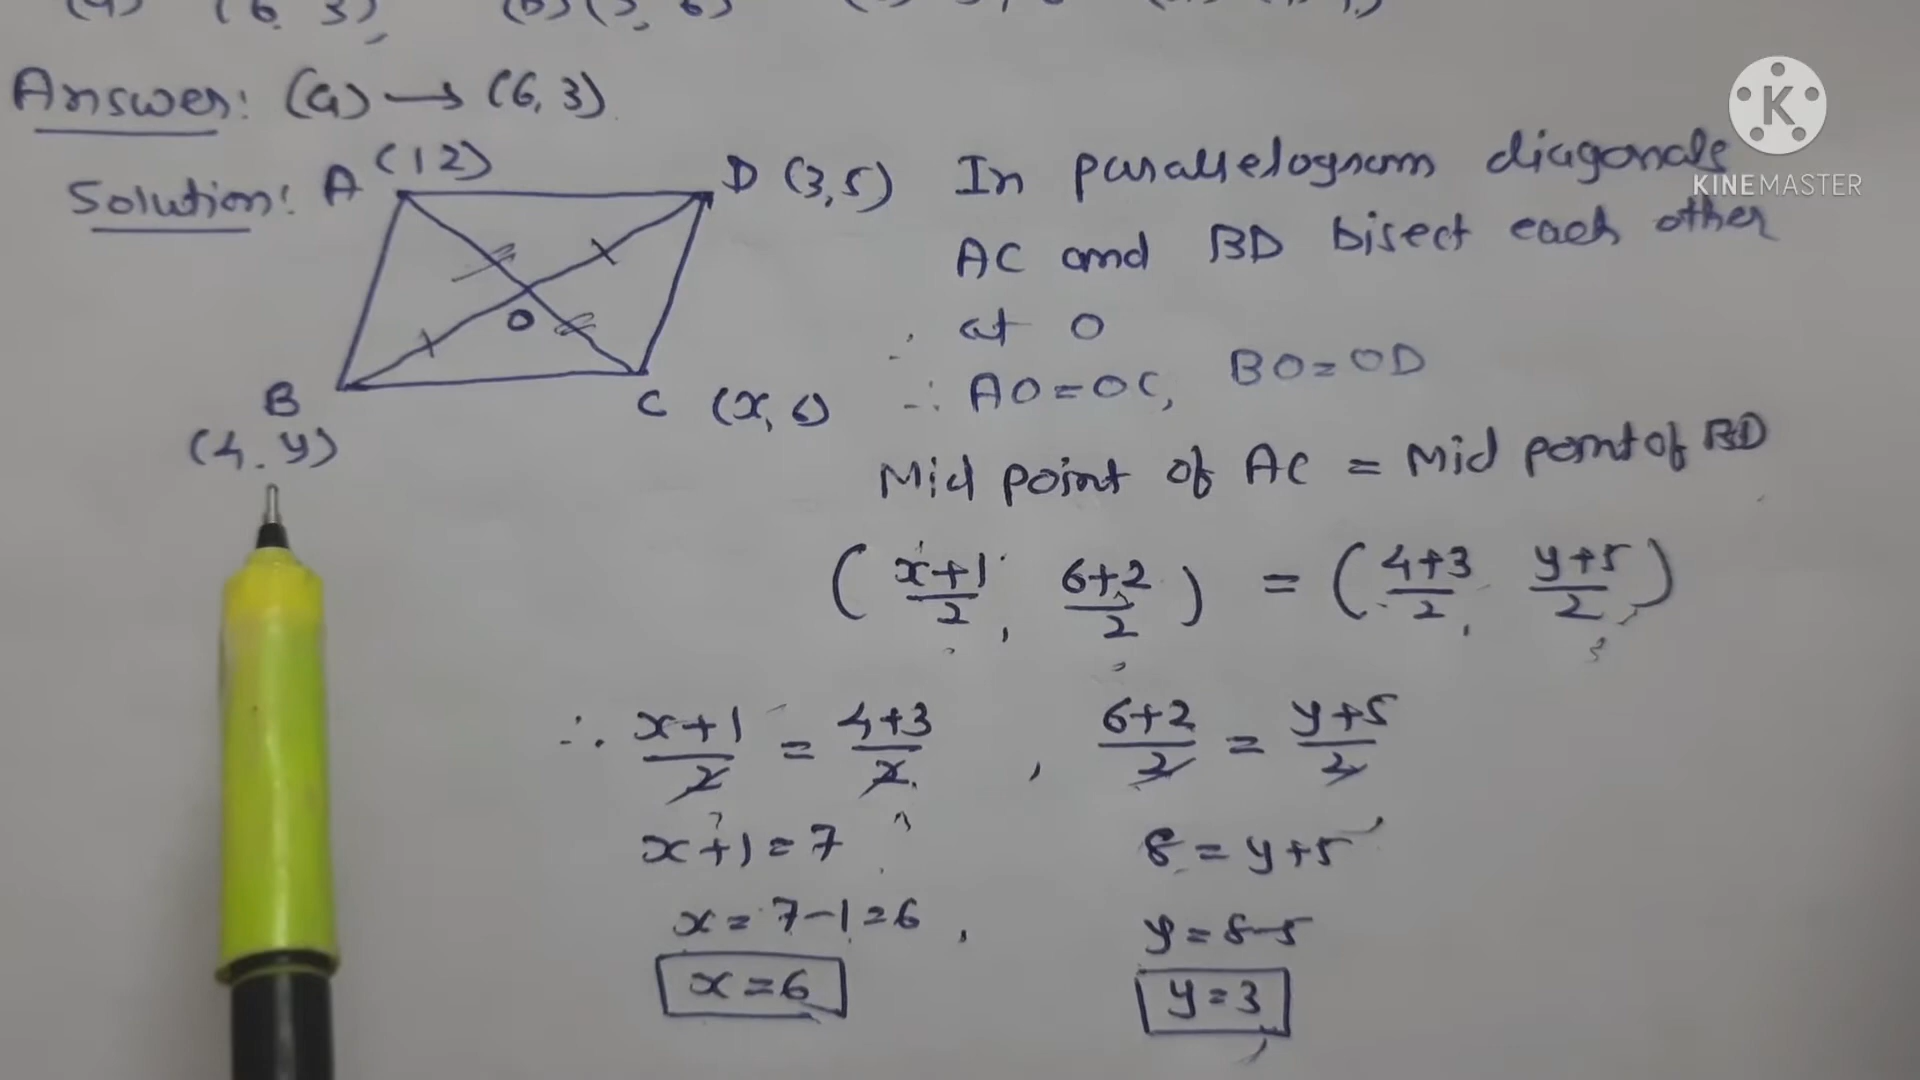 Answer: (a) → (6, 3)
Solution: A (1 2) D (3, 5)
O
B C (x, 6)
(4, y)
In parallelogram diagonals
AC and BD bisect each other
at O
∴ AO = OC, BO = OD
Mid point of AC = Mid point of BD
(x+1/2, 6+2/2) = (4+3/2, y+5/2)
∴ x+1/2 = 4+3/2, 6+2/2 = y+5/2
x+1=7 8=y+5
x=7-1=6, y=8-5
x=6 y=3
K
KINEMASTER